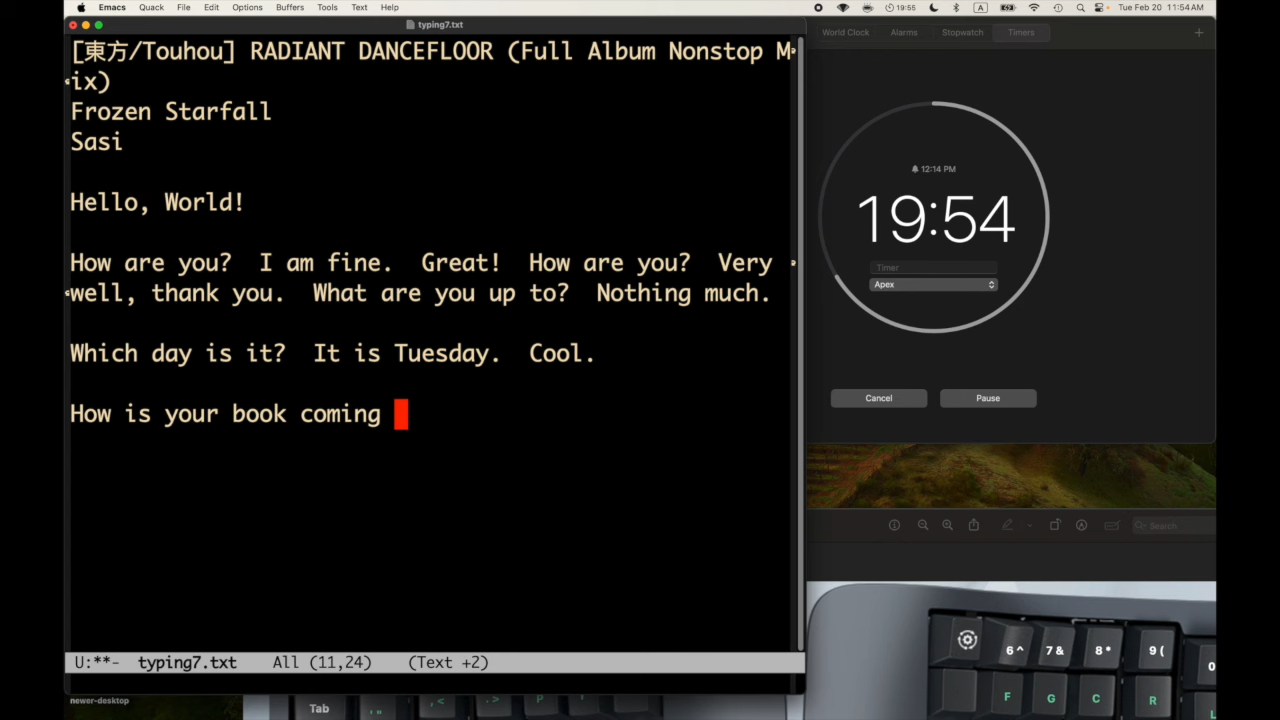 Emacs Quack File Edit Options Buffers Tools Text Help
19:55 A Tue Feb 20 11:54 AM
typing7.txt
[東方/Touhou] RADIANT DANCEFLOOR (Full Album Nonstop M
ix)
Frozen Starfall
Sasi
Hello, World!
How are you?  I am fine.  Great!  How are you?  Very
well, thank you.  What are you up to?  Nothing much.
Which day is it?  It is Tuesday.  Cool.
How is your book coming
U:**-  typing7.txt    All (11,24)    (Text +2)
newer-desktop
World Clock Alarms Stopwatch Timers
12:14 PM
19:54
Timer
Apex
Cancel Pause
Search
6 ^ 7 & 8 * 9 ( 0
F G C R L
Tab , < . > P